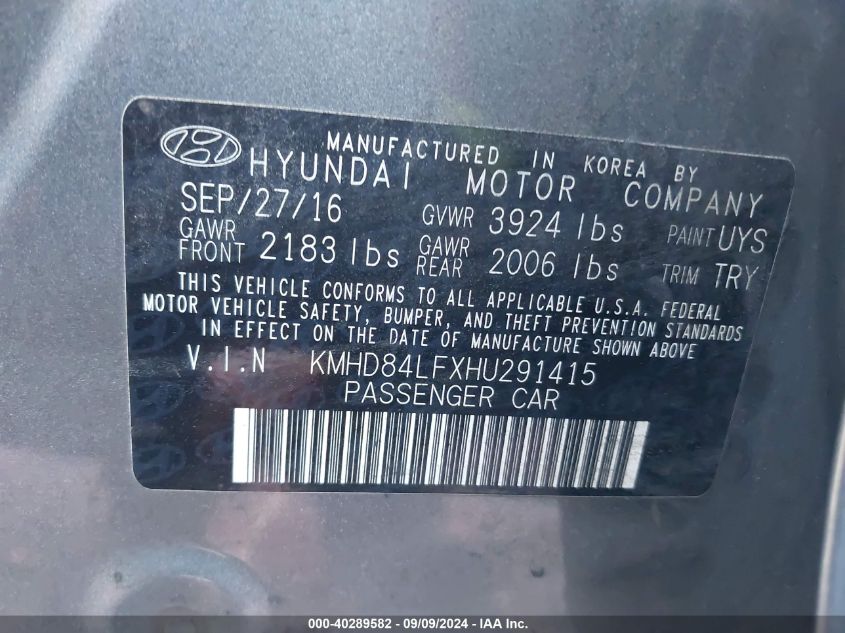 MANUFACTURED IN KOREA BY
HYUNDAI MOTOR COMPANY
SEP/27/16 GVWR 3924 lbs PAINT UYS
GAWR FRONT 2183 lbs GAWR REAR 2006 lbs TRIM TRY
THIS VEHICLE CONFORMS TO ALL APPLICABLE U.S.A. FEDERAL
MOTOR VEHICLE SAFETY, BUMPER, AND THEFT PREVENTION STANDARDS
IN EFFECT ON THE DATE OF MANUFACTURE SHOWN ABOVE
V.I.N KMHD84LFXHU291415
PASSENGER CAR
000-40289582 - 09/09/2024 - IAA Inc.